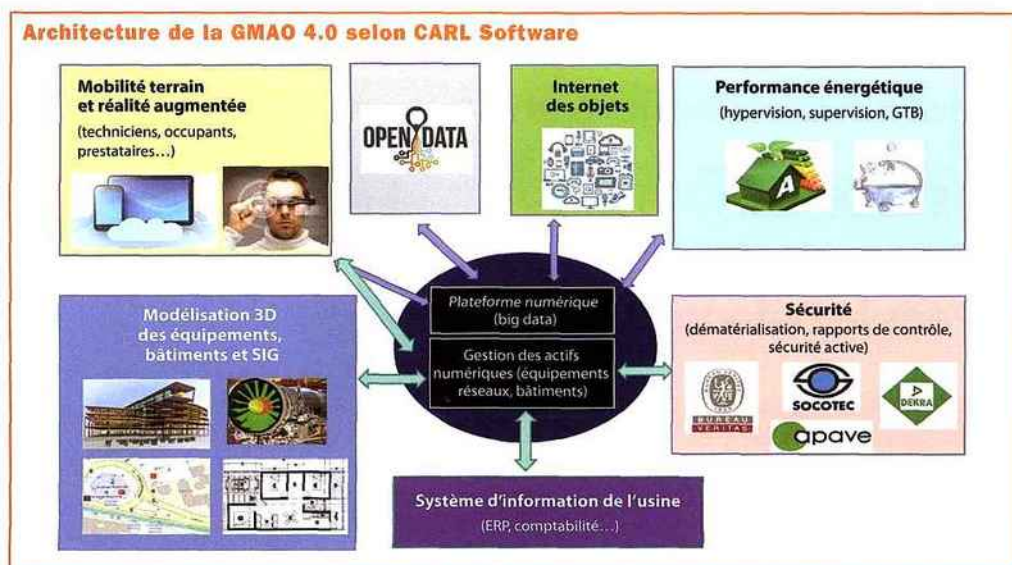 Architecture de la GMAO 4.0 selon CARL Software
Mobilité terrain
et réalité augmentée
(techniciens, occupants,
prestataires…)
OPEN DATA
Internet
des objets
Performance énergétique
(hypervision, supervision, GTB)
A
Plateforme numérique
(big data)
Gestion des actifs
numériques (équipements
réseaux, bâtiments)
Modélisation 3D
des équipements,
bâtiments et SIG
Sécurité
(dématérialisation, rapports de contrôle,
sécurité active)
BUREAU
VERITAS
SOCOTEC
DEKRA
apave
Système d'information de l'usine
(ERP, comptabilité…)